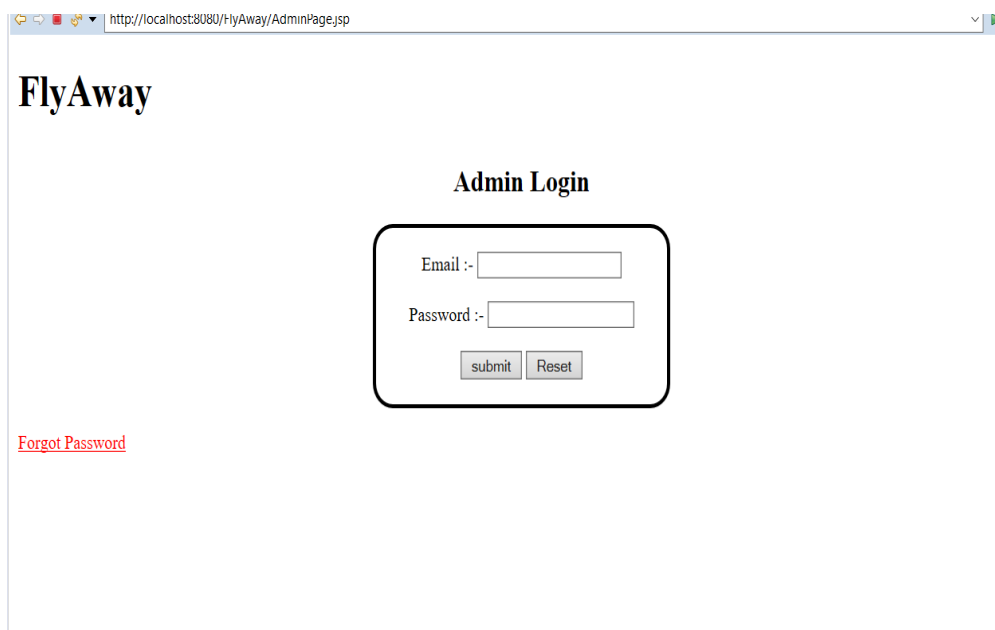 http://localhost:8080/FlyAway/AdminPage.jsp
FlyAway
Admin Login
Email :-
Password :-
submit Reset
Forgot Password